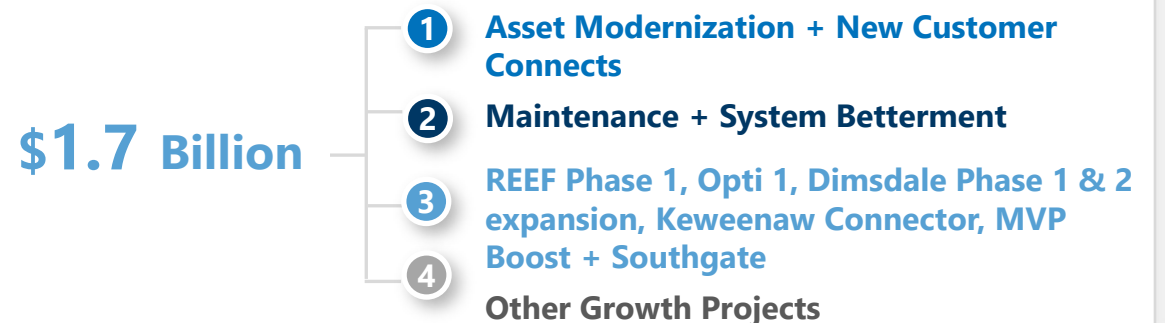 $1.7 Billion
1
Asset Modernization + New Customer
Connects
2
Maintenance + System Betterment
3
REEF Phase 1, Opti 1, Dimsdale Phase 1 & 2
expansion, Keweenaw Connector, MVP
Boost + Southgate
4
Other Growth Projects